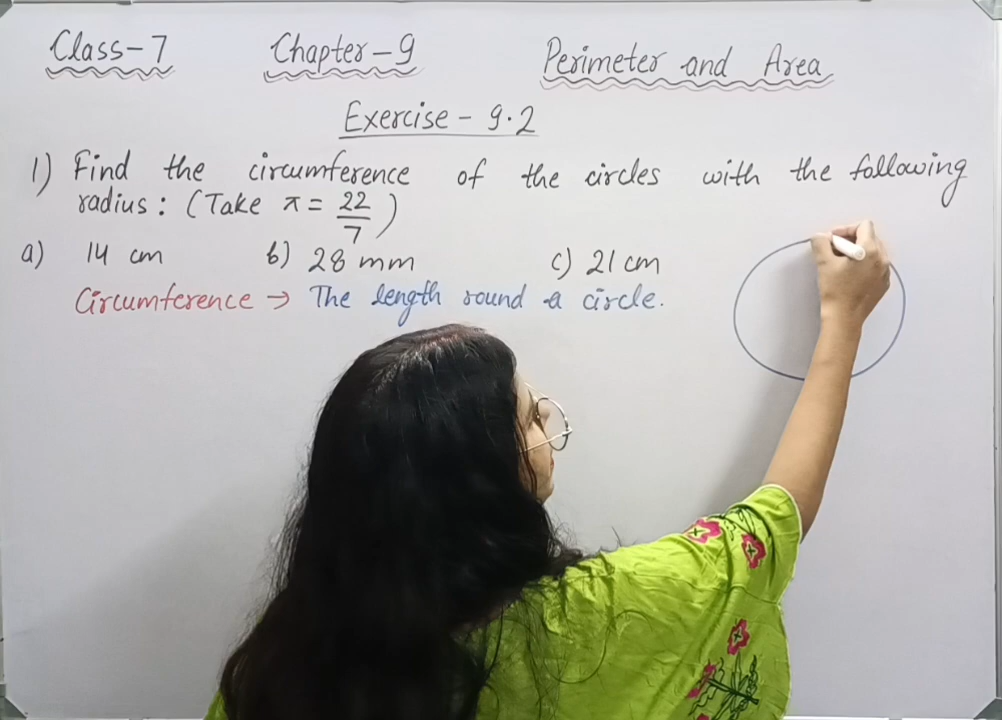 Class-7 Chapter-9 Perimeter and Area
Exercise - 9.2
1) Find the circumference of the circles with the following
radius: (Take π = 22/7)
a) 14 cm b) 28 mm c) 21 cm
Circumference → The length round a circle.